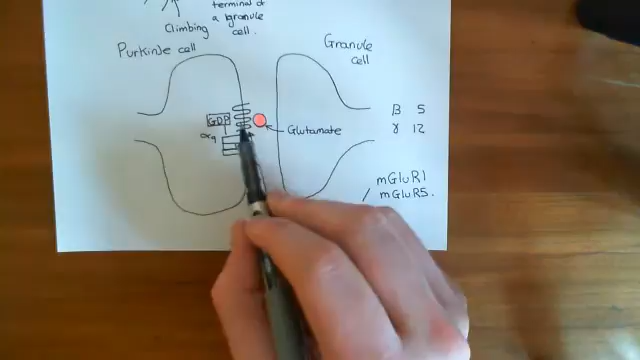 terminal of
a granule
cell.
Climbing
Purkinje cell
Granule
cell
GDP
αq
Glutamate
β 5
γ 12
mGluR1
mGluR5.